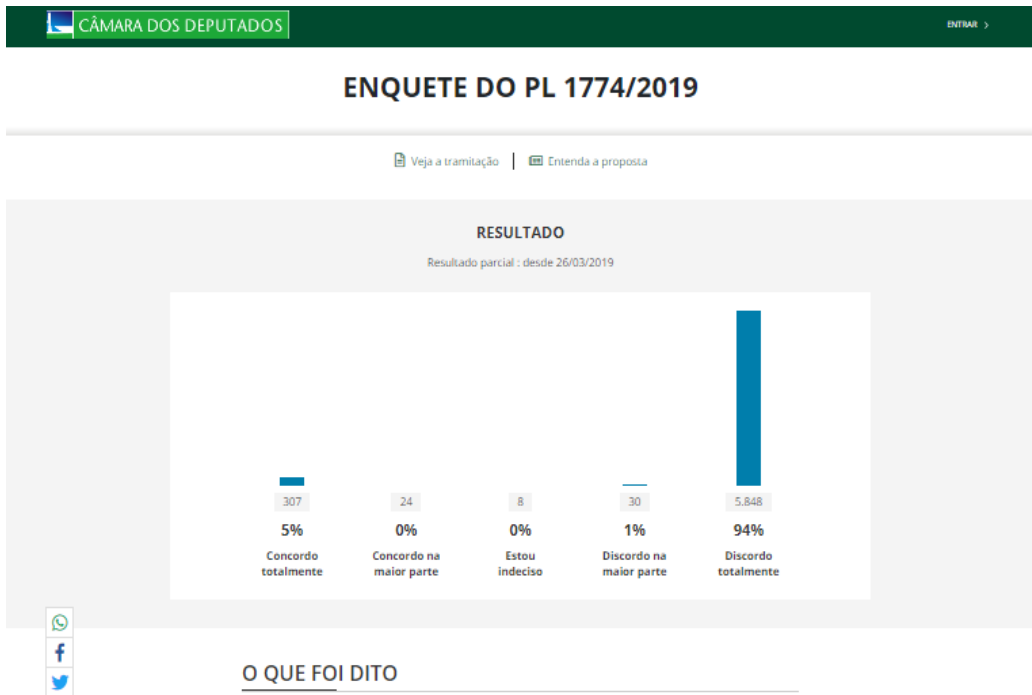 CÂMARA DOS DEPUTADOS
ENTRAR >
ENQUETE DO PL 1774/2019
Veja a tramitação | Entenda a proposta
RESULTADO
Resultado parcial : desde 26/03/2019
307 24 8 30 5.848
5% 0% 0% 1% 94%
Concordo Concordo na Estou Discordo na Discordo
totalmente maior parte indeciso maior parte totalmente
O QUE FOI DITO